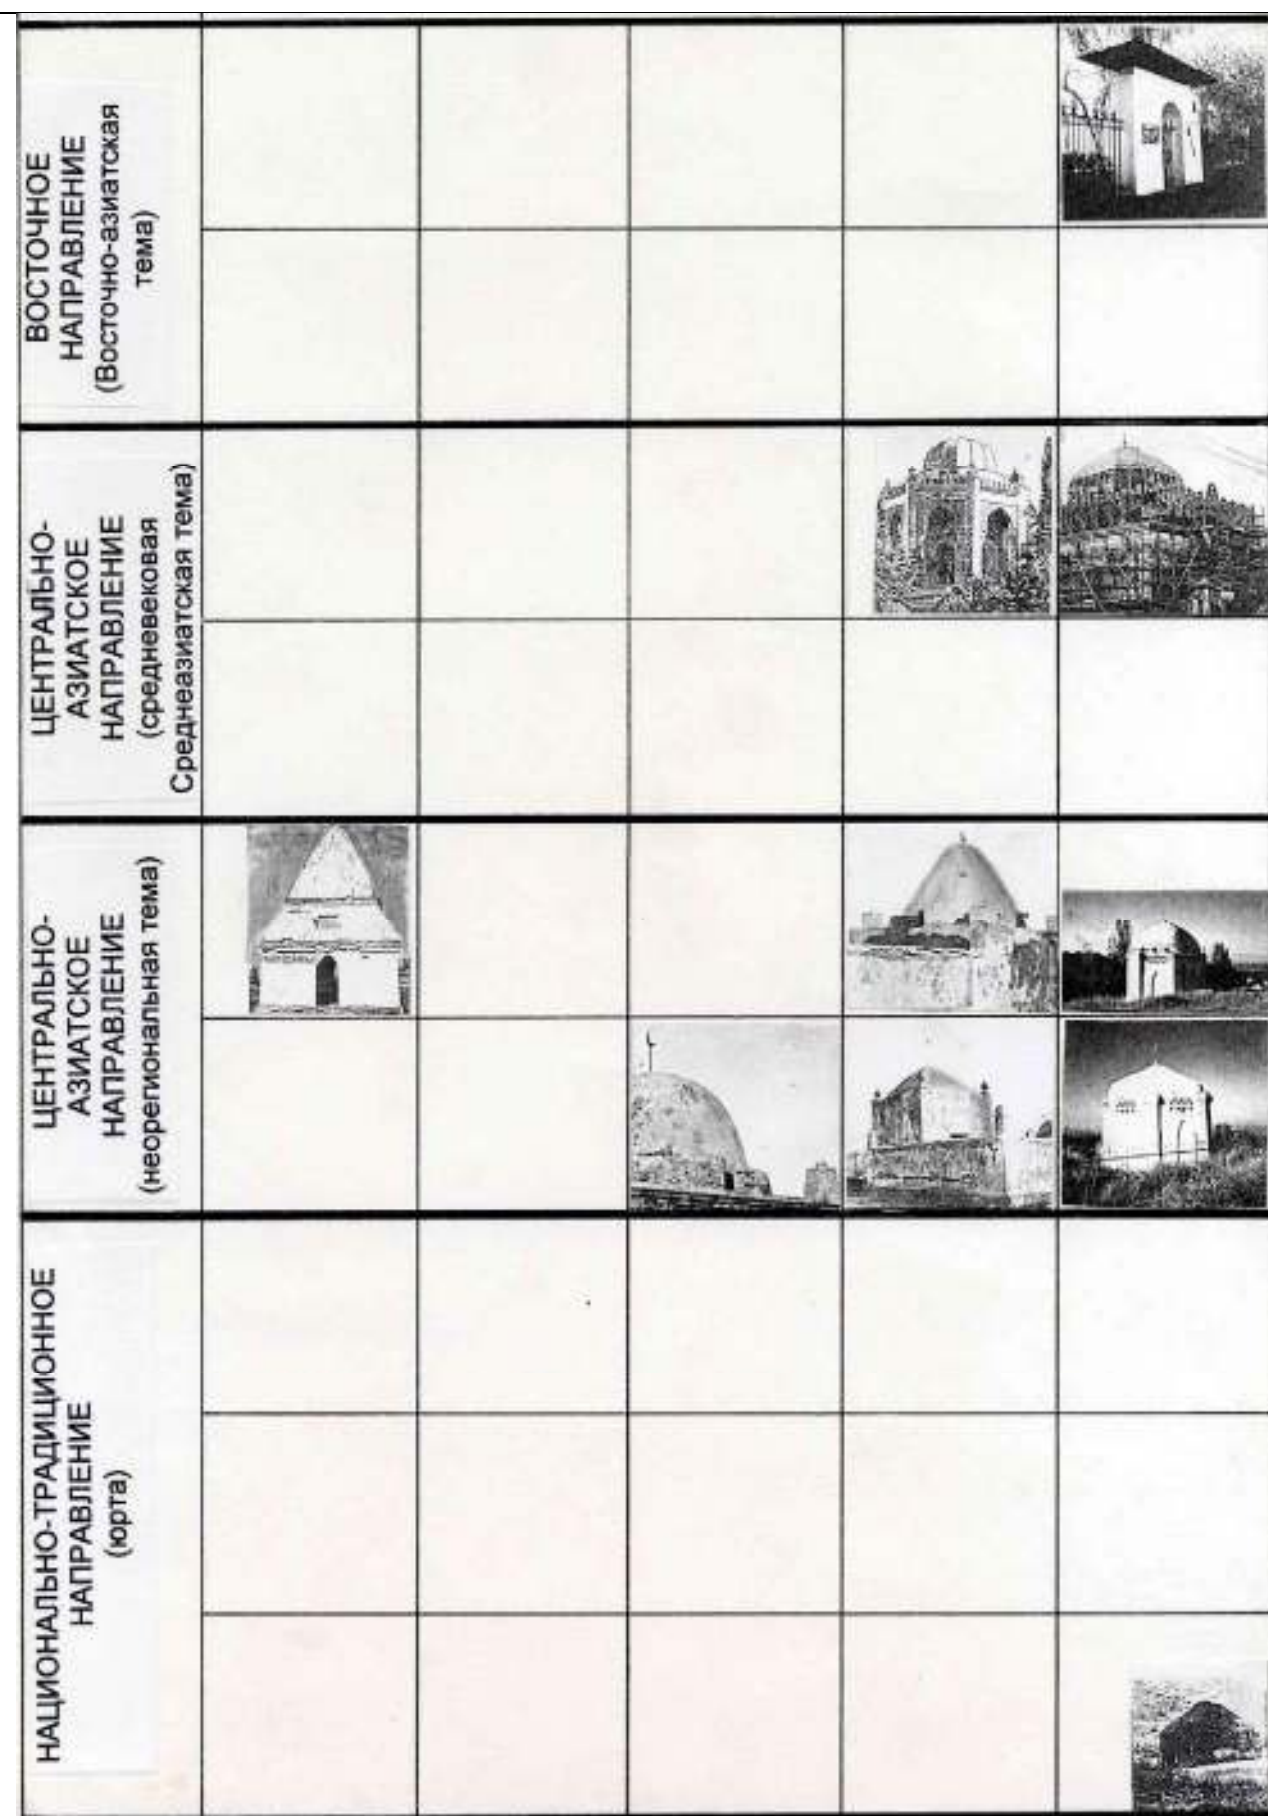 ВОСТОЧНОЕ
НАПРАВЛЕНИЕ
(Восточно-азиатская
тема)
ЦЕНТРАЛЬНО-
АЗИАТСКОЕ
НАПРАВЛЕНИЕ
(средневековая
Среднеазиатская тема)
ЦЕНТРАЛЬНО-
АЗИАТСКОЕ
НАПРАВЛЕНИЕ
(неорегиональная тема)
НАЦИОНАЛЬНО-ТРАДИЦИОННОЕ
НАПРАВЛЕНИЕ
(юрта)